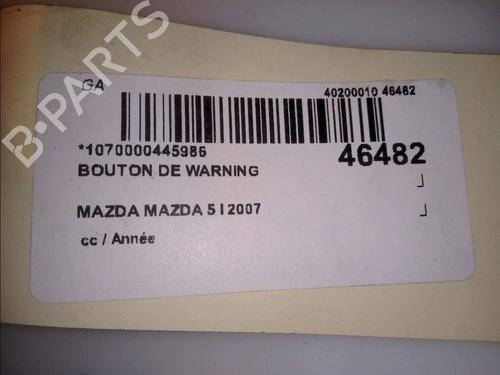 GA
40200010 46482
*1070000445986
46482
BOUTON DE WARNING
MAZDA MAZDA 5 I 2007
cc / Année
B-PARTS